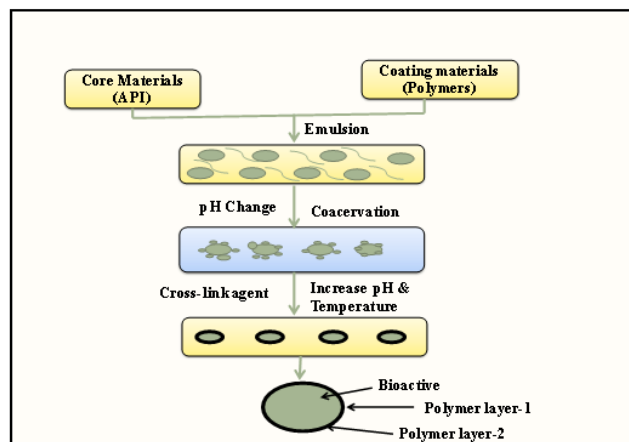 Core Materials
(API)
Coating materials
(Polymers)
Emulsion
pH Change
Coacervation
Cross-link agent
Increase pH &
Temperature
Bioactive
Polymer layer-1
Polymer layer-2